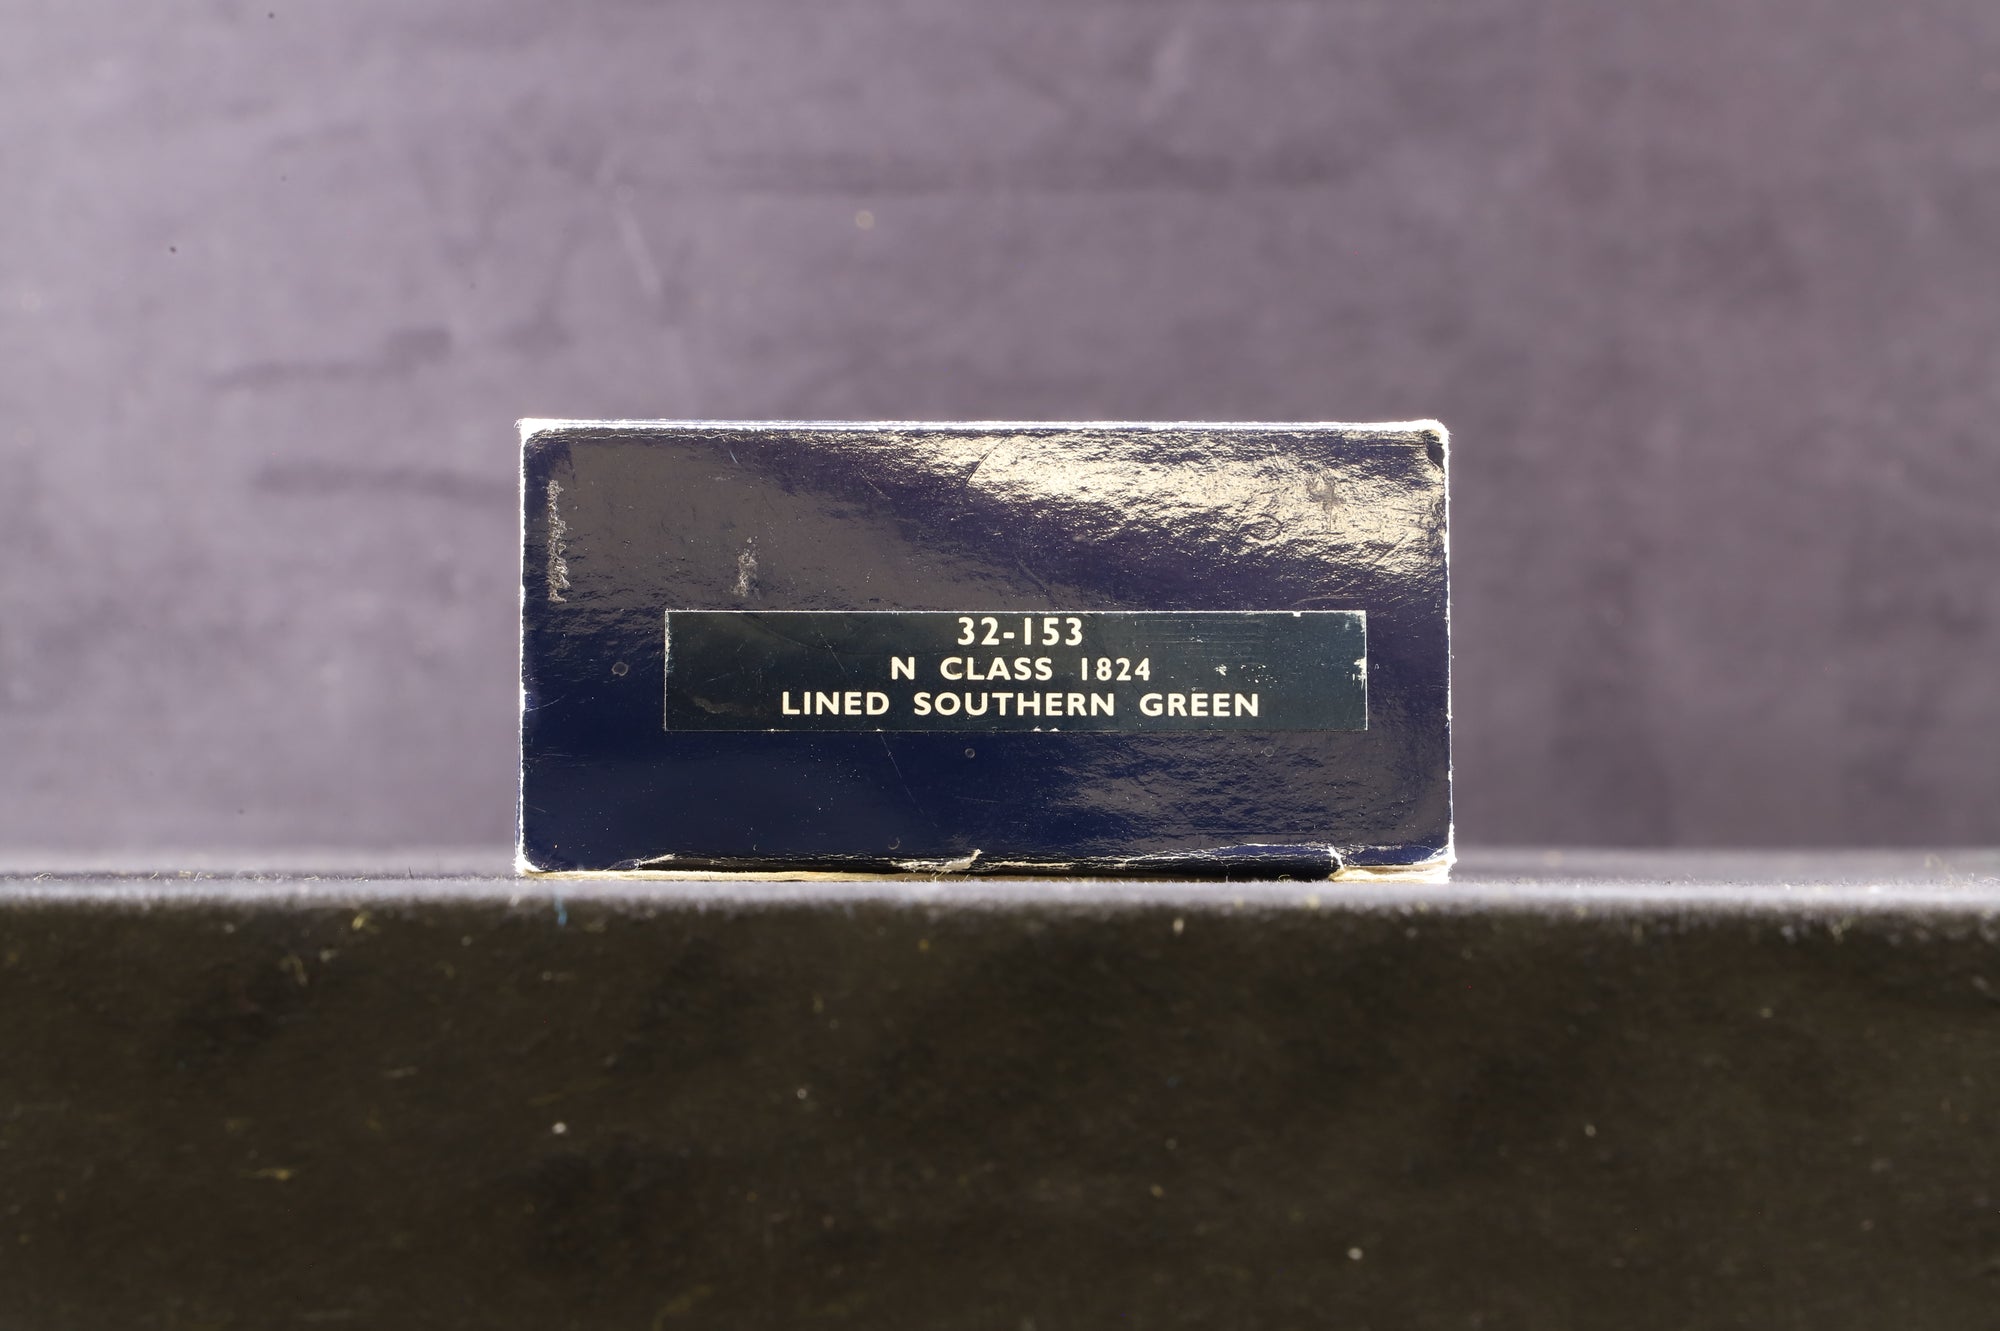 32-153
N CLASS 1824
LINED SOUTHERN GREEN